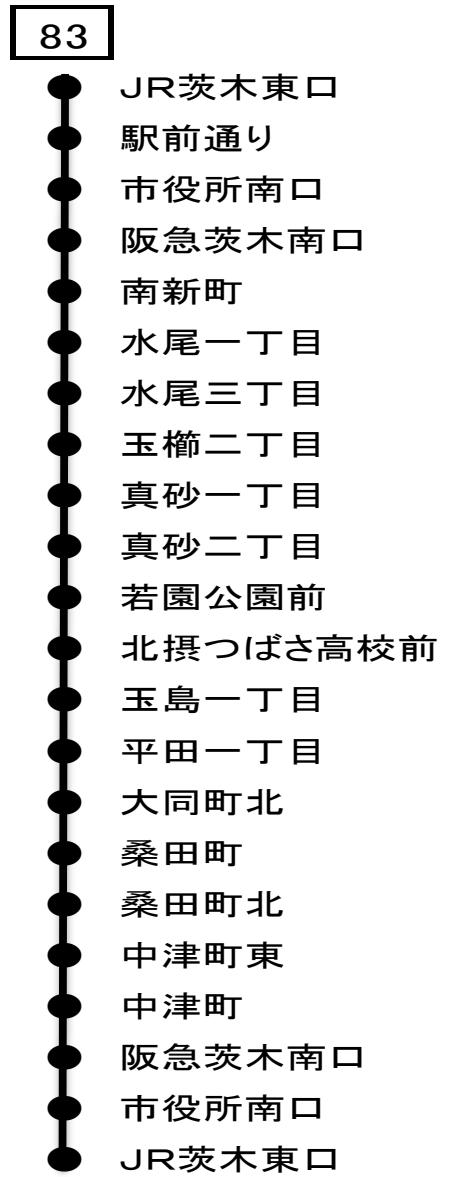 83
JR茨木東口
駅前通り
市役所南口
阪急茨木南口
南新町
水尾一丁目
水尾三丁目
玉櫛二丁目
真砂一丁目
真砂二丁目
若園公園前
北摂つばさ高校前
玉島一丁目
平田一丁目
大同町北
桑田町
桑田町北
中津町東
中津町
阪急茨木南口
市役所南口
JR茨木東口